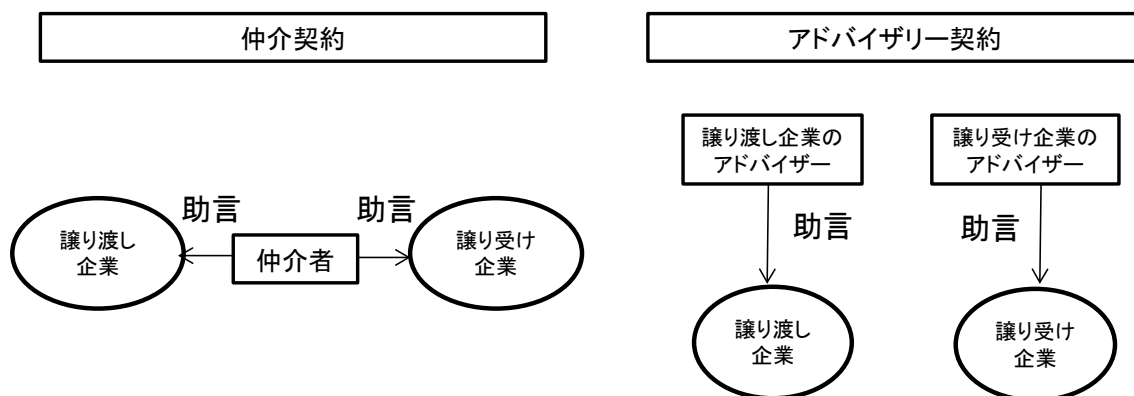 仲介契約
助言
助言
譲り渡し
企業
仲介者
譲り受け
企業
アドバイザリー契約
譲り渡し企業の
アドバイザー
譲り受け企業の
アドバイザー
助言
助言
譲り渡し
企業
譲り受け
企業